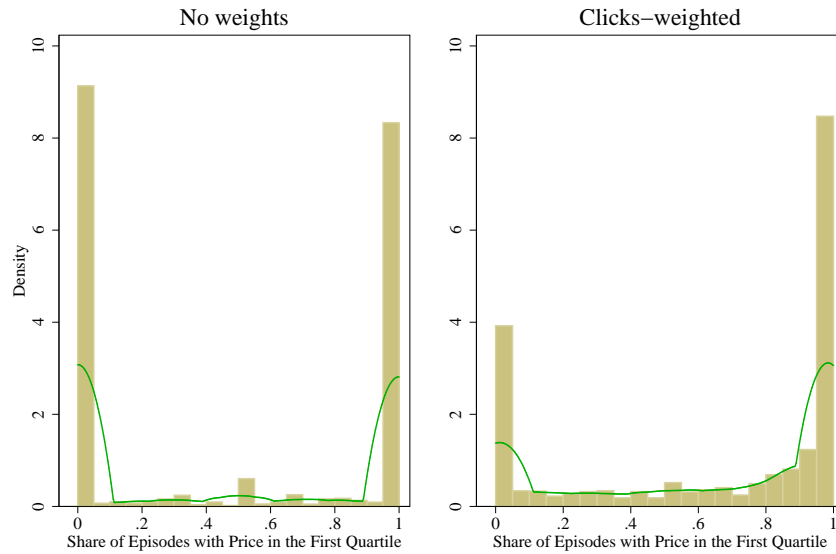 No weights
Clicks−weighted
10
8
6
4
2
0
Density
0 .2 .4 .6 .8 1
Share of Episodes with Price in the First Quartile
10
8
6
4
2
0
0 .2 .4 .6 .8 1
Share of Episodes with Price in the First Quartile